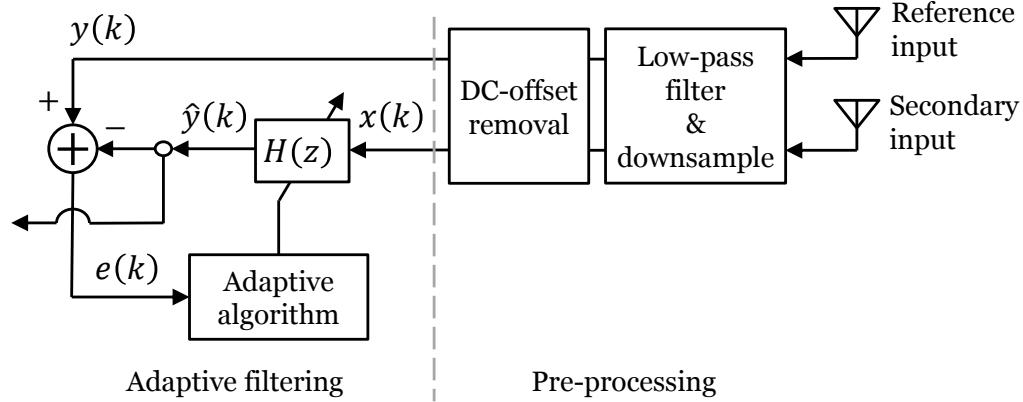 y(k)
+
−
ŷ(k)
H(z)
x(k)
e(k)
Adaptive
algorithm
Adaptive filtering
DC-offset
removal
Low-pass
filter
&
downsample
Reference
input
Secondary
input
Pre-processing